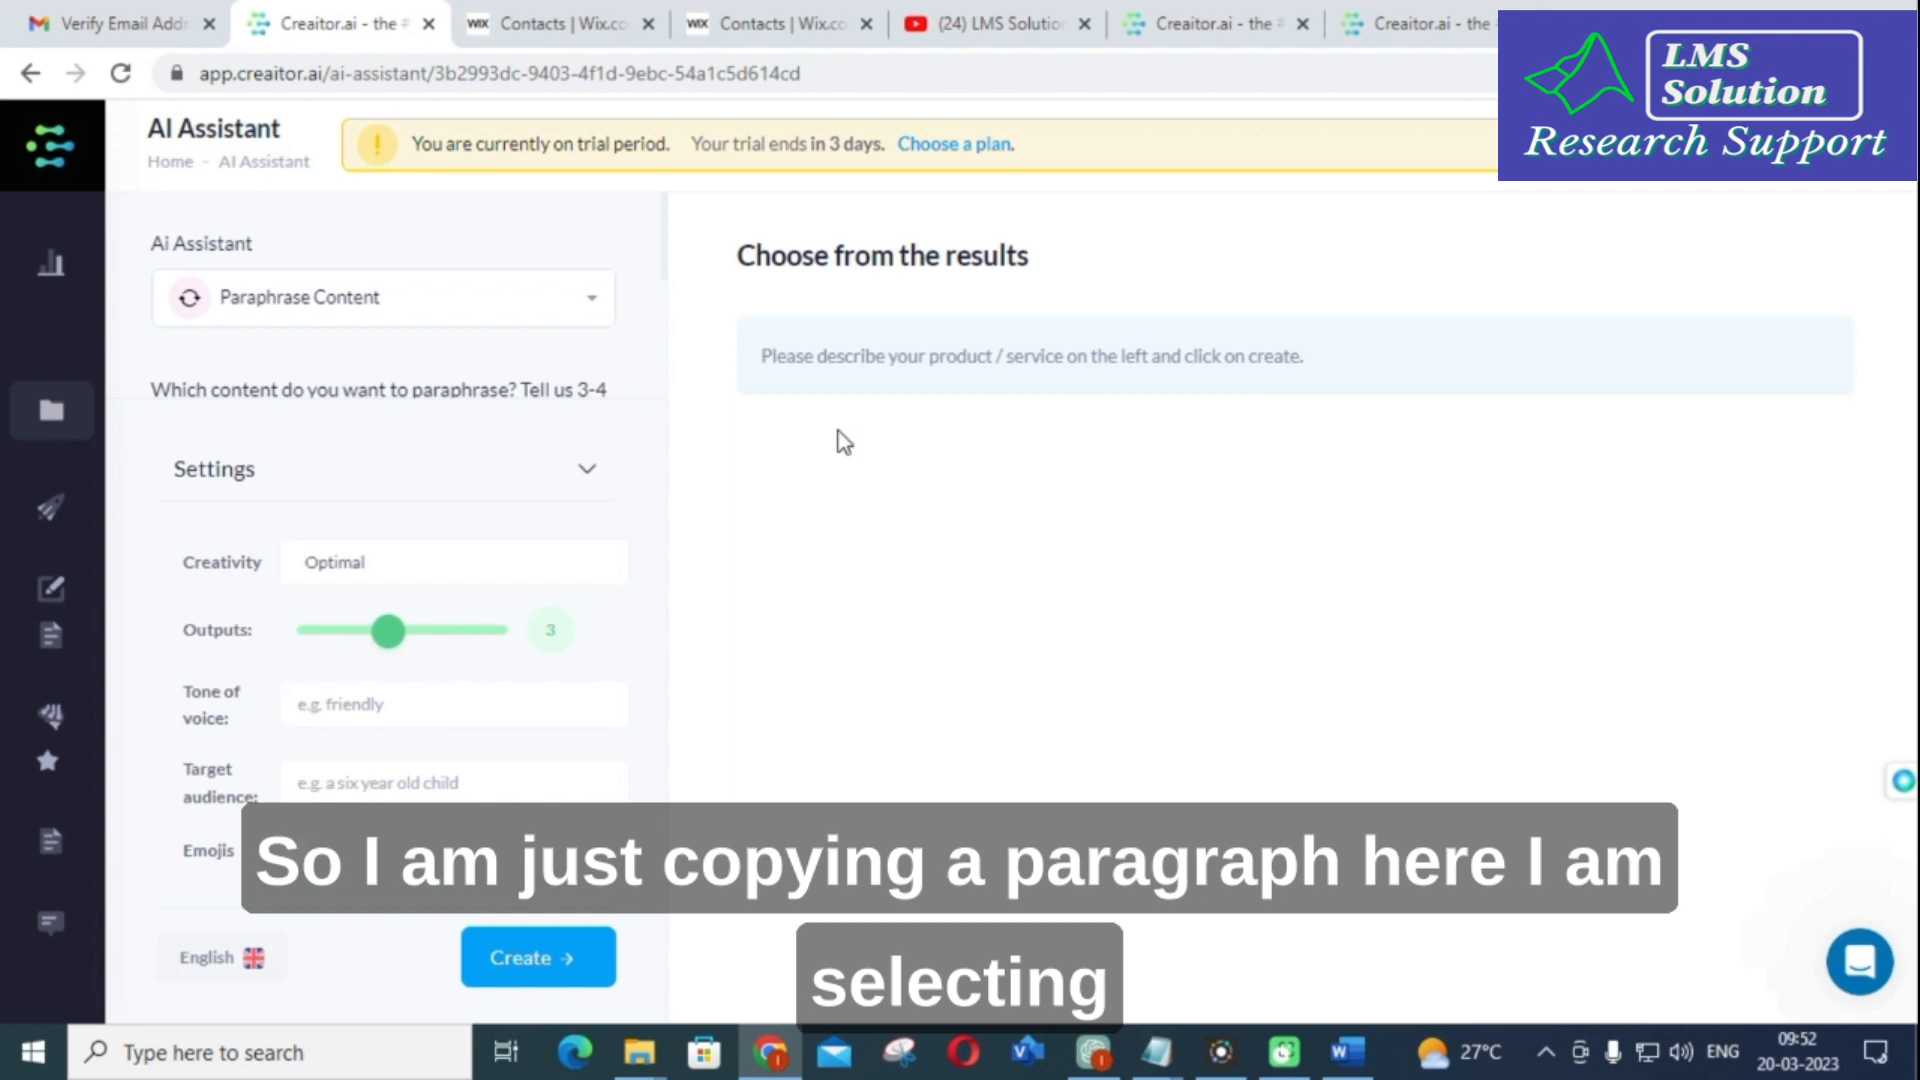 Verify Email Addr
Creaitor.ai - the #
WIX Contacts | Wix.co
WIX Contacts | Wix.co
(24) LMS Solutio
Creaitor.ai - the #
Creaitor.ai - the
app.creaitor.ai/ai-assistant/3b2993dc-9403-4f1d-9ebc-54a1c5d614cd
LMS
Solution
Research Support
AI Assistant
Home - AI Assistant
! You are currently on trial period. Your trial ends in 3 days. Choose a plan.
Ai Assistant
Paraphrase Content
Which content do you want to paraphrase? Tell us 3-4
Choose from the results
Please describe your product / service on the left and click on create.
Settings
Creativity Optimal
Outputs: 3
Tone of
voice:
e.g. friendly
Target
audience:
e.g. a six year old child
Emojis
So I am just copying a paragraph here I am
selecting
English
Create →
Type here to search
27°C
ENG
09:52
20-03-2023